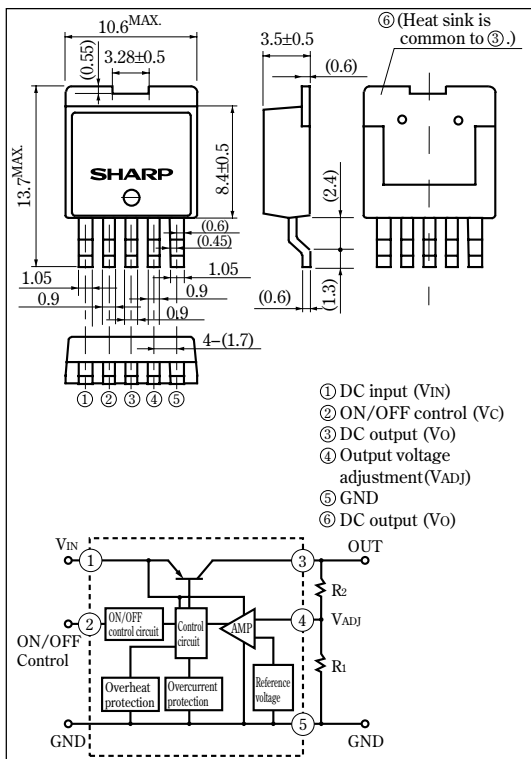 10.6MAX.
(0.55)
3.28±0.5
3.5±0.5
(0.6)
⑥(Heat sink is
common to ③.)
13.7MAX.
SHARP
8.4±0.5
(2.4)
(0.6)
(0.45)
1.05
1.05
0.9
0.9
0.9
(0.6)
(1.3)
4–(1.7)
① ② ③ ④ ⑤
① DC input (VIN)
② ON/OFF control (VC)
③ DC output (VO)
④ Output voltage
adjustment(VADJ)
⑤ GND
⑥ DC output (VO)
VIN
①
③
OUT
R2
②
ON/OFF
control circuit
Control
circuit
AMP
④
VADJ
ON/OFF
Control
R1
Overheat
protection
Overcurrent
protection
Reference
voltage
⑤
GND
GND